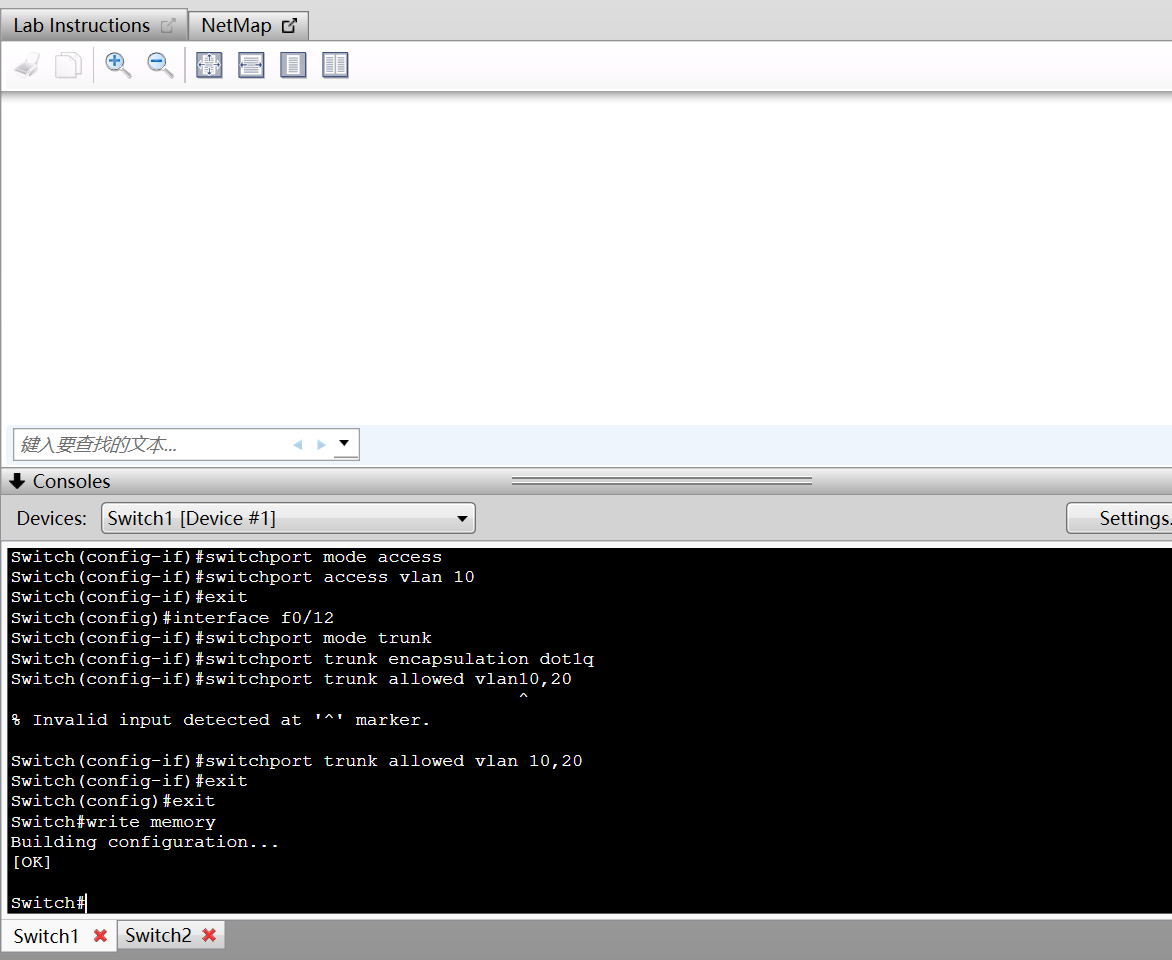 Lab Instructions NetMap
键入要查找的文本...
Consoles
Devices: Switch1 [Device #1] Settings.
Switch(config-if)#switchport mode access
Switch(config-if)#switchport access vlan 10
Switch(config-if)#exit
Switch(config)#interface f0/12
Switch(config-if)#switchport mode trunk
Switch(config-if)#switchport trunk encapsulation dot1q
Switch(config-if)#switchport trunk allowed vlan10,20
^
% Invalid input detected at '^' marker.
Switch(config-if)#switchport trunk allowed vlan 10,20
Switch(config-if)#exit
Switch(config)#exit
Switch#write memory
Building configuration...
[OK]
Switch#
Switch1 Switch2